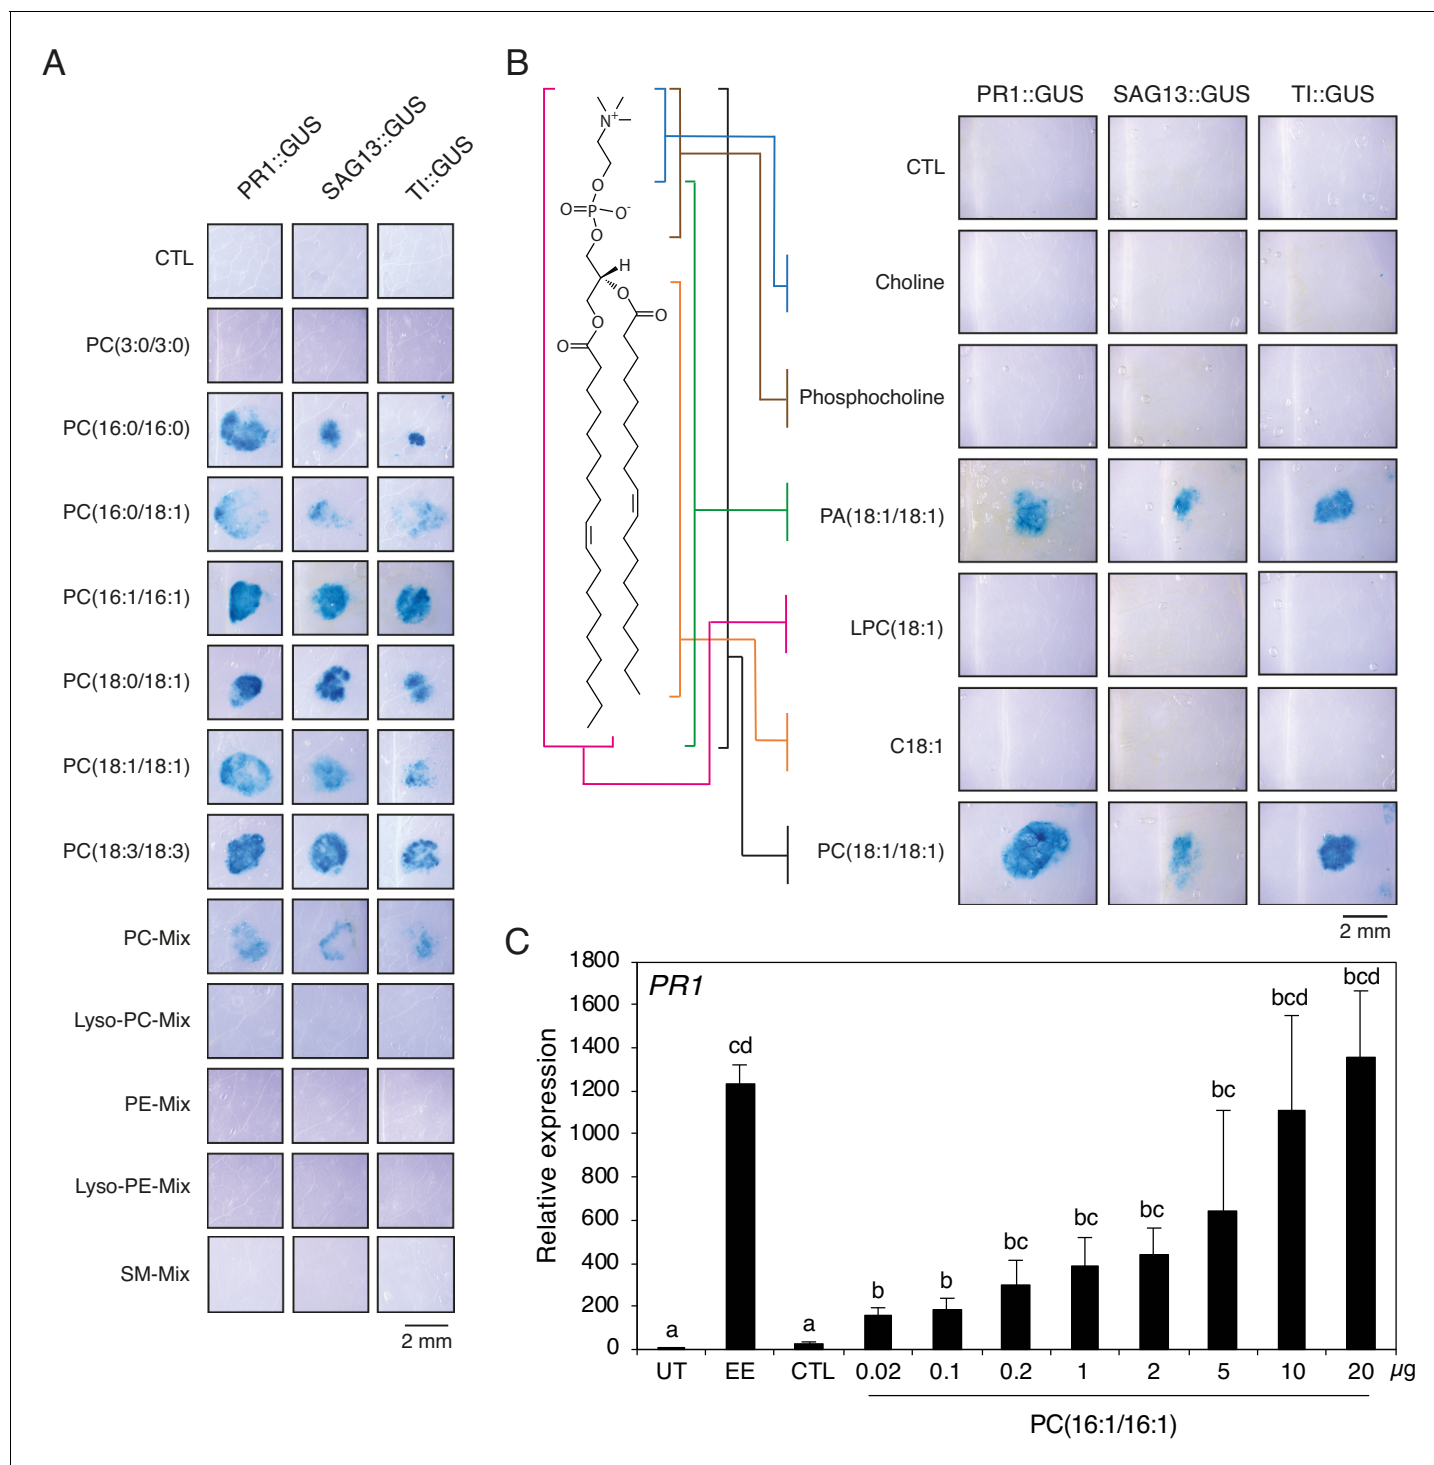 A
PR1::GUS
SAG13::GUS
TI::GUS
CTL
PC(3:0/3:0)
PC(16:0/16:0)
PC(16:0/18:1)
PC(16:1/16:1)
PC(18:0/18:1)
PC(18:1/18:1)
PC(18:3/18:3)
PC-Mix
Lyso-PC-Mix
PE-Mix
Lyso-PE-Mix
SM-Mix
2 mm
B
N+
O
O=P-O-
O
H
O
O
O
O
PR1::GUS SAG13::GUS TI::GUS
CTL
Choline
Phosphocholine
PA(18:1/18:1)
LPC(18:1)
C18:1
PC(18:1/18:1)
2 mm
C
PR1
Relative expression
1800
1600
1400
1200
1000
800
600
400
200
0
a cd a b b bc bc bc bc bcd bcd
UT EE CTL 0.02 0.1 0.2 1 2 5 10 20 µg
PC(16:1/16:1)